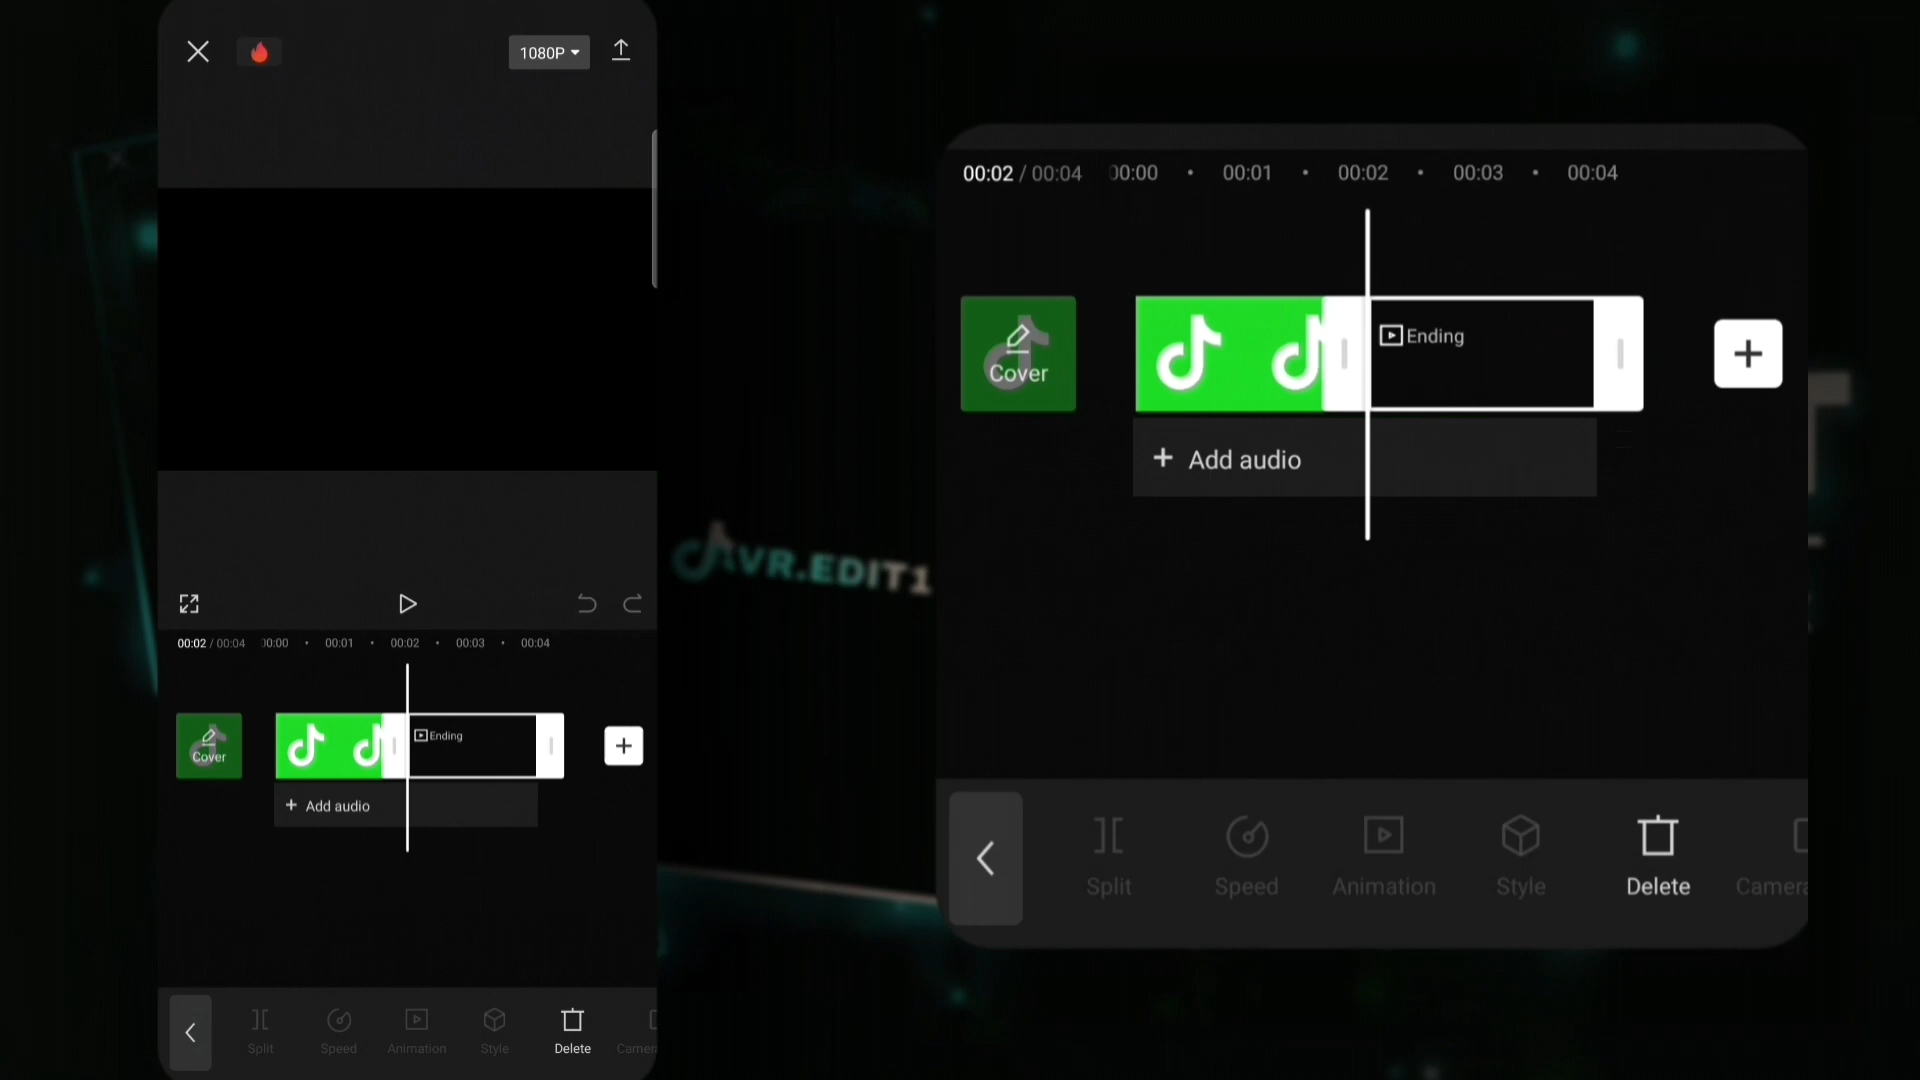 1080P
00:02 / 00:04 00:00 00:01 00:02 00:03 00:04
Cover
Ending
+ Add audio
Split Speed Animation Style Delete Camera
VR.EDIT1
00:02 / 00:04 00:00 00:01 00:02 00:03 00:04
Cover
Ending
+ Add audio
Split Speed Animation Style Delete Camera